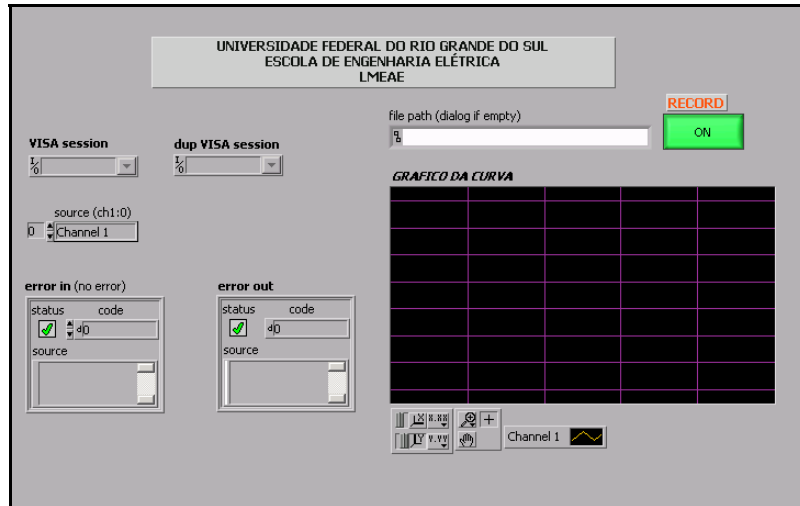 UNIVERSIDADE FEDERAL DO RIO GRANDE DO SUL
ESCOLA DE ENGENHARIA ELÉTRICA
LMEAE
file path (dialog if empty)
RECORD
ON
VISA session
dup VISA session
I/O
I/O
GRAFICO DA CURVA
source (ch1:0)
0 Channel 1
error in (no error)
error out
status code
d0
source
status code
d0
source
X X.XX
Y Y.YY
Channel 1